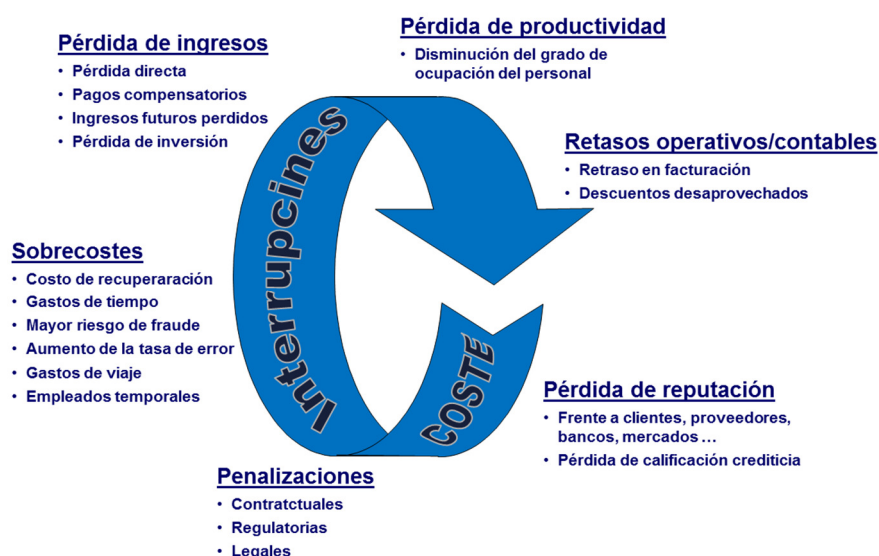 Pérdida de ingresos
• Pérdida directa
• Pagos compensatorios
• Ingresos futuros perdidos
• Pérdida de inversión
Pérdida de productividad
• Disminución del grado de
ocupación del personal
Retasos operativos/contables
• Retraso en facturación
• Descuentos desaprovechados
Interrupcines
Sobrecostes
• Costo de recuperaración
• Gastos de tiempo
• Mayor riesgo de fraude
• Aumento de la tasa de error
• Gastos de viaje
• Empleados temporales
COSTE
Pérdida de reputación
• Frente a clientes, proveedores,
bancos, mercados ...
• Pérdida de calificación crediticia
Penalizaciones
• Contratctuales
• Regulatorias
• Legales